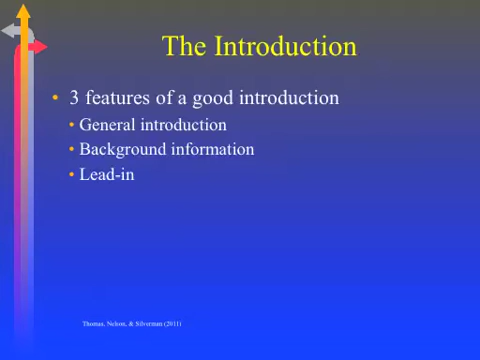 The Introduction
• 3 features of a good introduction
• General introduction
• Background information
• Lead-in
Thomas, Nelson, & Silverman (2011)